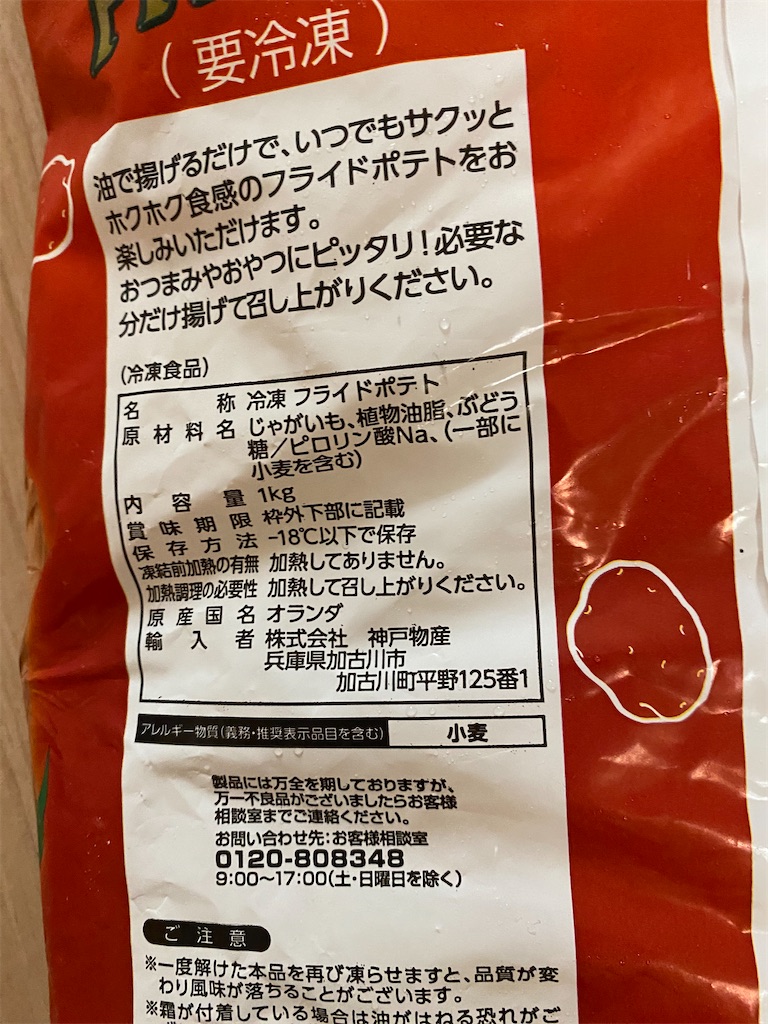 （要冷凍）
油で揚げるだけで、いつでもサクッと
ホクホク食感のフライドポテトをお
楽しみいただけます。
おつまみやおやつにピッタリ！必要な
分だけ揚げて召し上がりください。
(冷凍食品)
名称 冷凍 フライドポテト
原材料名 じゃがいも、植物油脂、ぶどう
糖／ピロリン酸Na、(一部に
小麦を含む)
内容量 1kg
賞味期限 枠外下部に記載
保存方法 -18℃以下で保存
凍結前加熱の有無 加熱してありません。
加熱調理の必要性 加熱して召し上がりください。
原産国名 オランダ
輸入者 株式会社 神戸物産
兵庫県加古川市
加古川町平野125番1
アレルギー物質(義務・推奨表示品目を含む) 小麦
製品には万全を期しておりますが、
万一不良品がございましたらお客様
相談室までご連絡ください。
お問い合わせ先:お客様相談室
0120-808348
9:00〜17:00(土・日曜日を除く)
ご注意
※一度解けた本品を再び凍らせますと、品質が変
わり風味が落ちることがございます。
※霜が付着している場合は油がはねる恐れがご